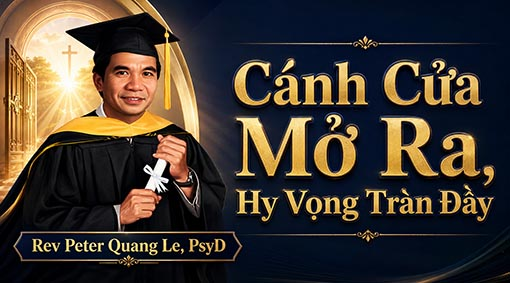 Cánh Cửa
Mở Ra,
Hy Vọng Tràn Đầy
Rev Peter Quang Le, PsyD